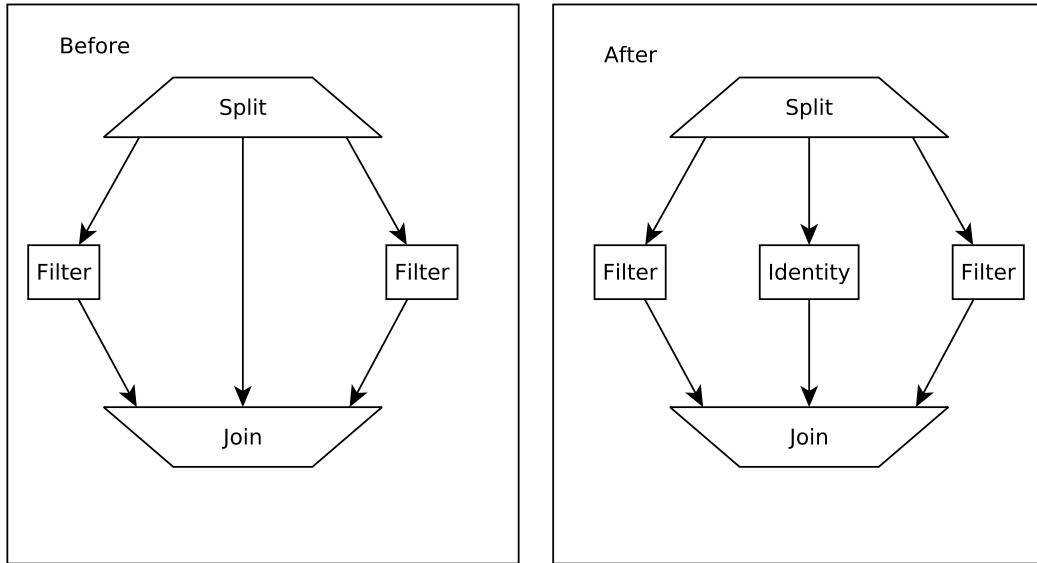 Before
Split
Filter
Filter
Join
After
Split
Filter
Identity
Filter
Join